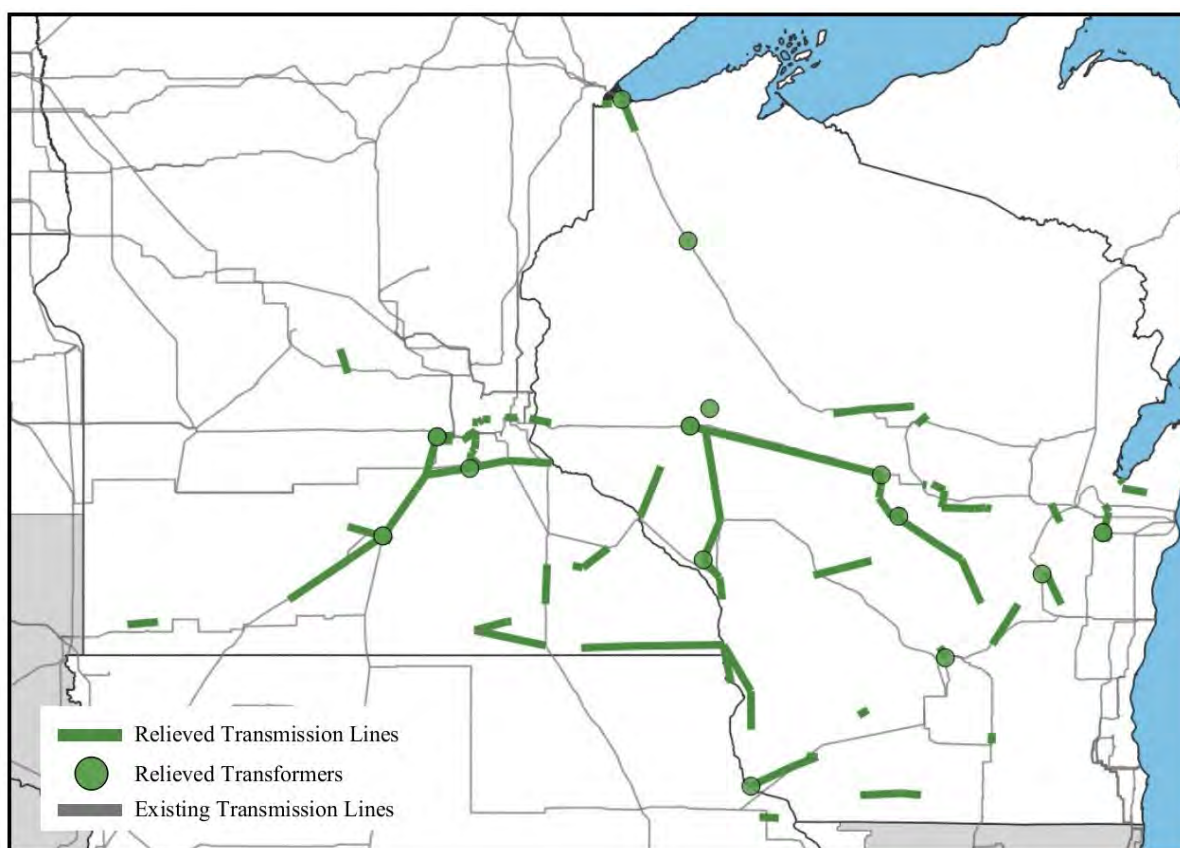 Relieved Transmission Lines
Relieved Transformers
Existing Transmission Lines